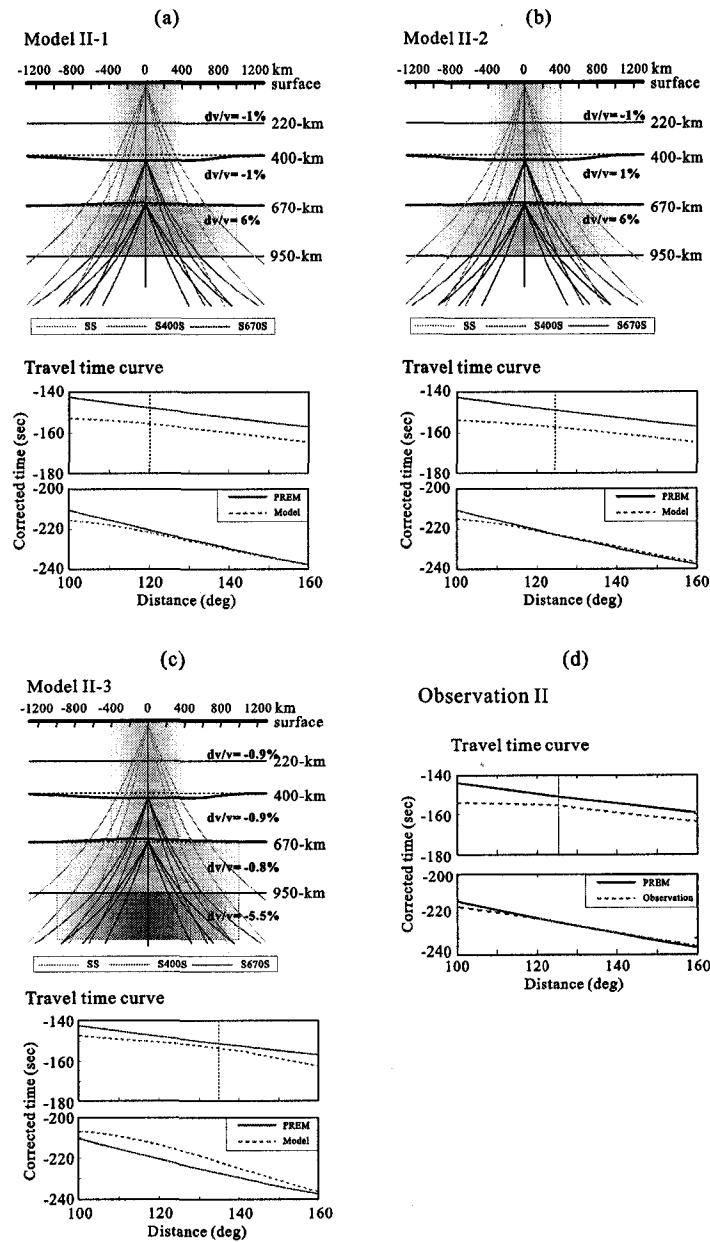 (a)
Model II-1
-1200 -800 -400 0 400 800 1200 km
surface
dv/v= -1%
220-km
400-km
dv/v= -1%
670-km
dv/v= 6%
950-km
SS S400S S670S
Travel time curve
-140
-160
-180
-200
-220
-240
Corrected time (sec)
PREM
Model
100 120 140 160
Distance (deg)
(b)
Model II-2
-1200 -800 -400 0 400 800 1200 km
surface
dv/v= -1%
220-km
400-km
dv/v= 1%
670-km
dv/v= 6%
950-km
SS S400S S670S
Travel time curve
-140
-160
-180
-200
-220
-240
Corrected time (sec)
PREM
Model
100 120 140 160
Distance (deg)
(c)
Model II-3
-1200 -800 -400 0 400 800 1200 km
surface
dv/v= -0.9%
220-km
400-km
dv/v= -0.9%
670-km
dv/v= -0.8%
950-km
dv/v= -5.5%
SS S400S S670S
Travel time curve
-140
-160
-180
-200
-220
-240
Corrected time (sec)
PREM
Model
100 120 140 160
Distance (deg)
(d)
Observation II
Travel time curve
-140
-160
-180
-200
-220
-240
Corrected time (sec)
PREM
Observation
100 120 140 160
Distance (deg)